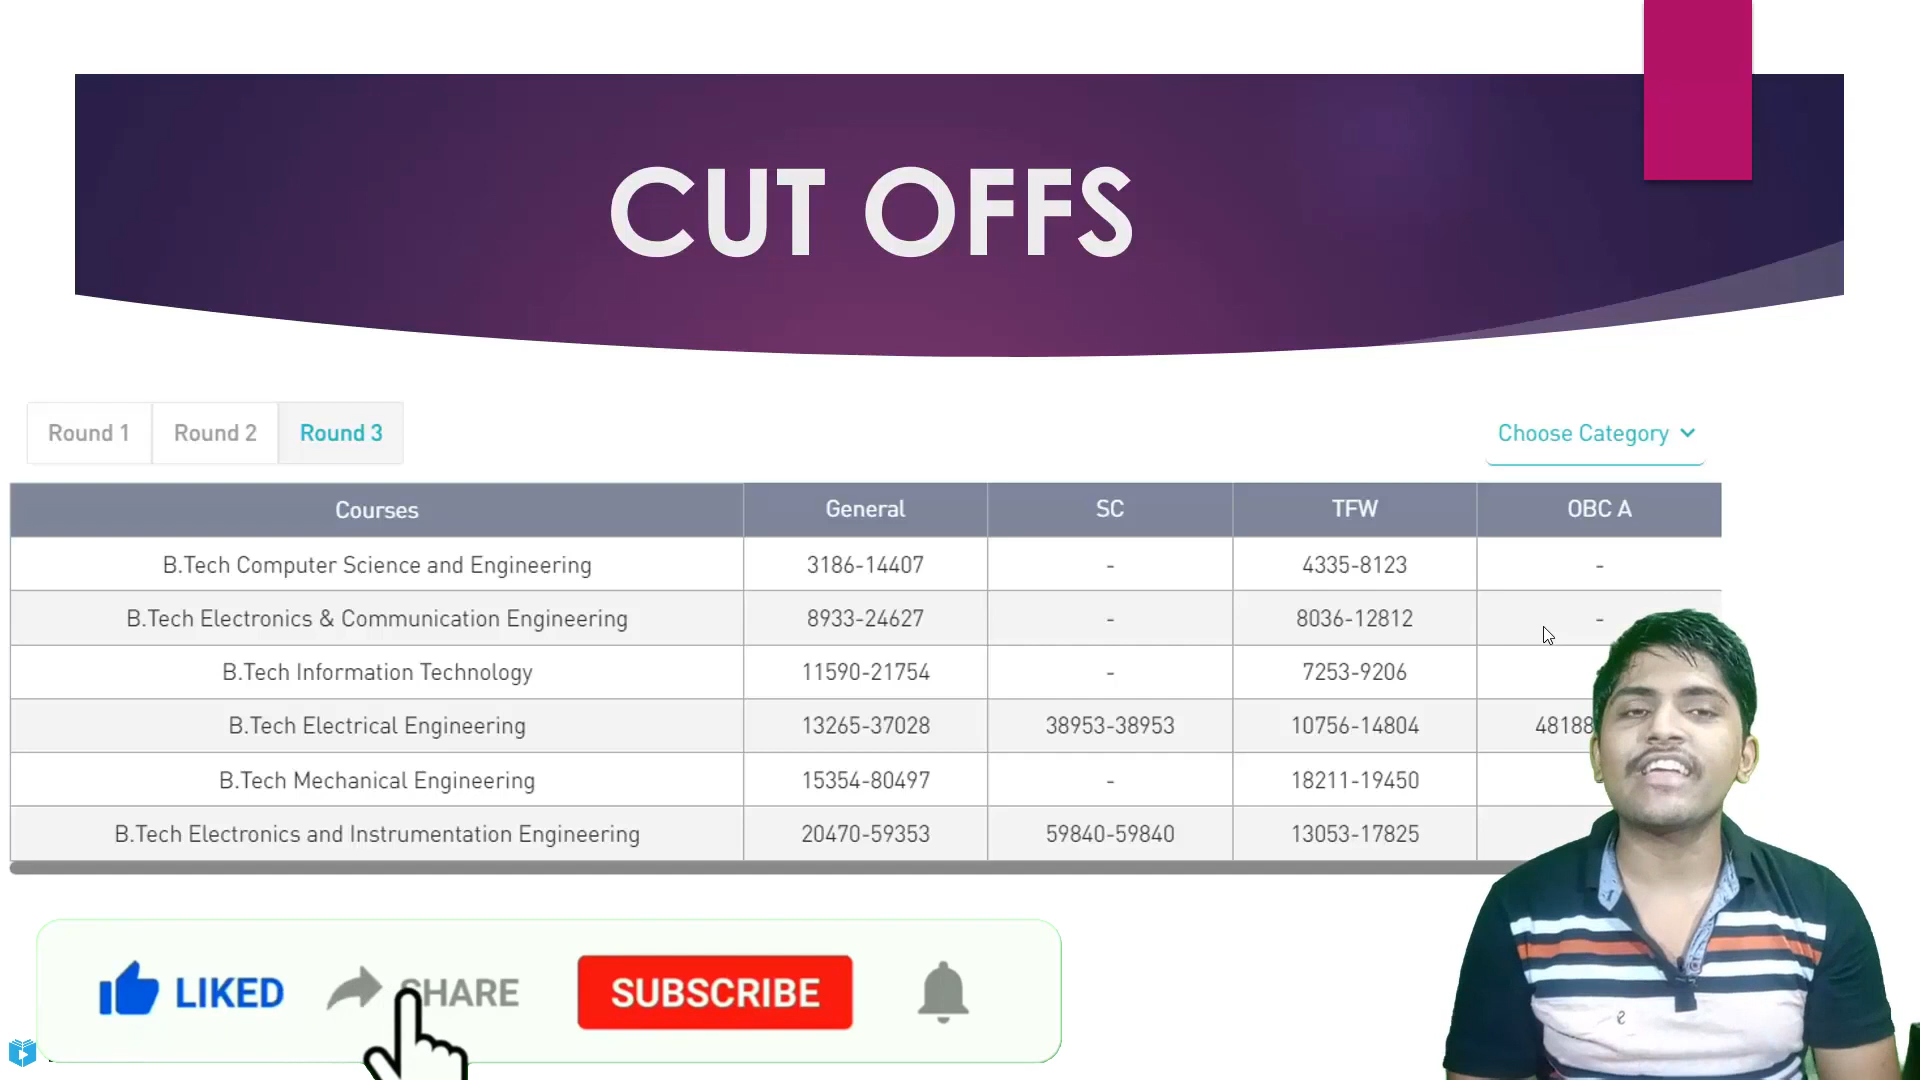 CUT OFFS
Round 1 Round 2 Round 3 Choose Category
Courses General SC TFW OBC A
B.Tech Computer Science and Engineering 3186-14407 - 4335-8123 -
B.Tech Electronics & Communication Engineering 8933-24627 - 8036-12812 -
B.Tech Information Technology 11590-21754 - 7253-9206
B.Tech Electrical Engineering 13265-37028 38953-38953 10756-14804 48188
B.Tech Mechanical Engineering 15354-80497 - 18211-19450
B.Tech Electronics and Instrumentation Engineering 20470-59353 59840-59840 13053-17825
LIKED SHARE SUBSCRIBE